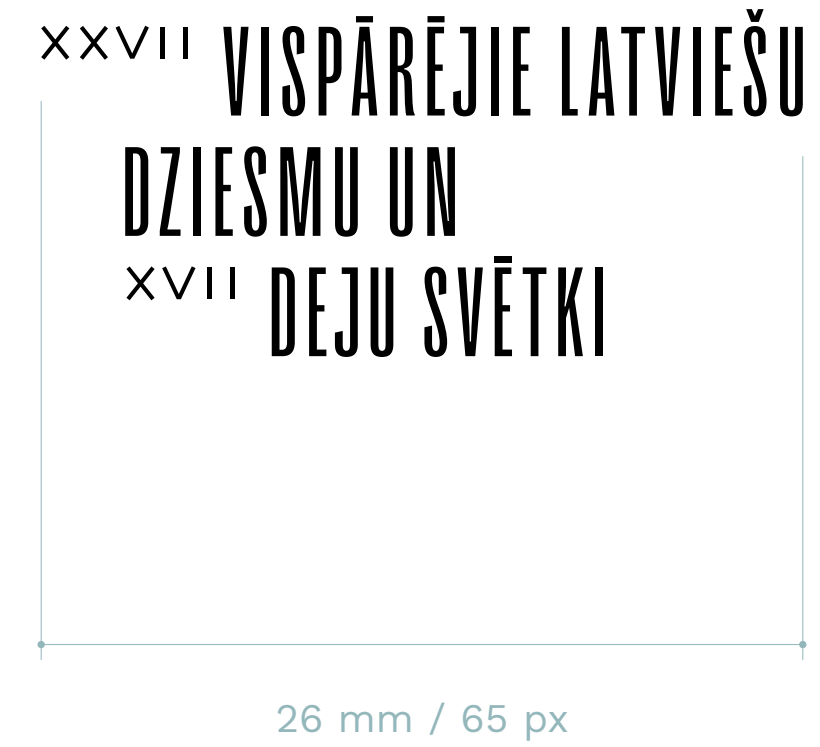 XXVII VISPĀRĒJIE LATVIEŠU
DZIESMU UN
XVII DEJU SVĒTKI
26 mm / 65 px